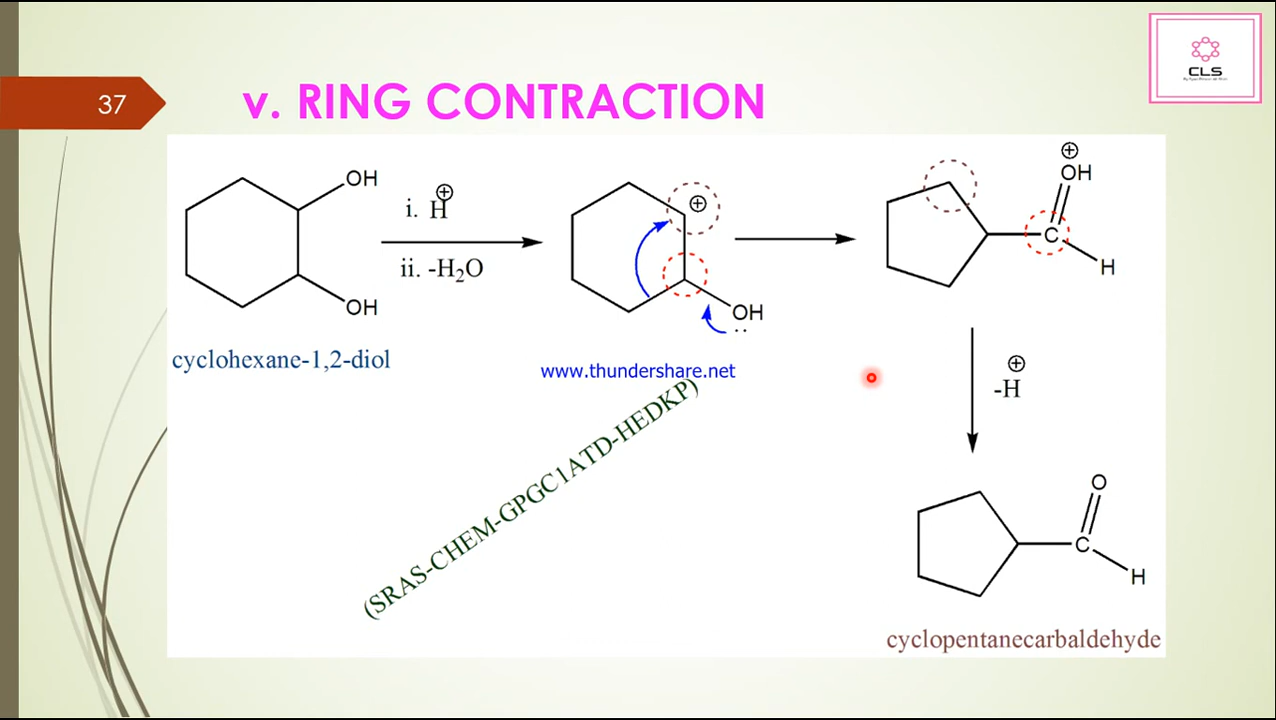 37
v. RING CONTRACTION
CLS
OH
OH
i. H⊕
ii. -H₂O
⊕
OH
..
⊕
OH
C
H
cyclohexane-1,2-diol
www.thundershare.net
(SRAS-CHEM-GPGC1ATD-HEDKP)
-H⊕
O
C
H
cyclopentanecarbaldehyde